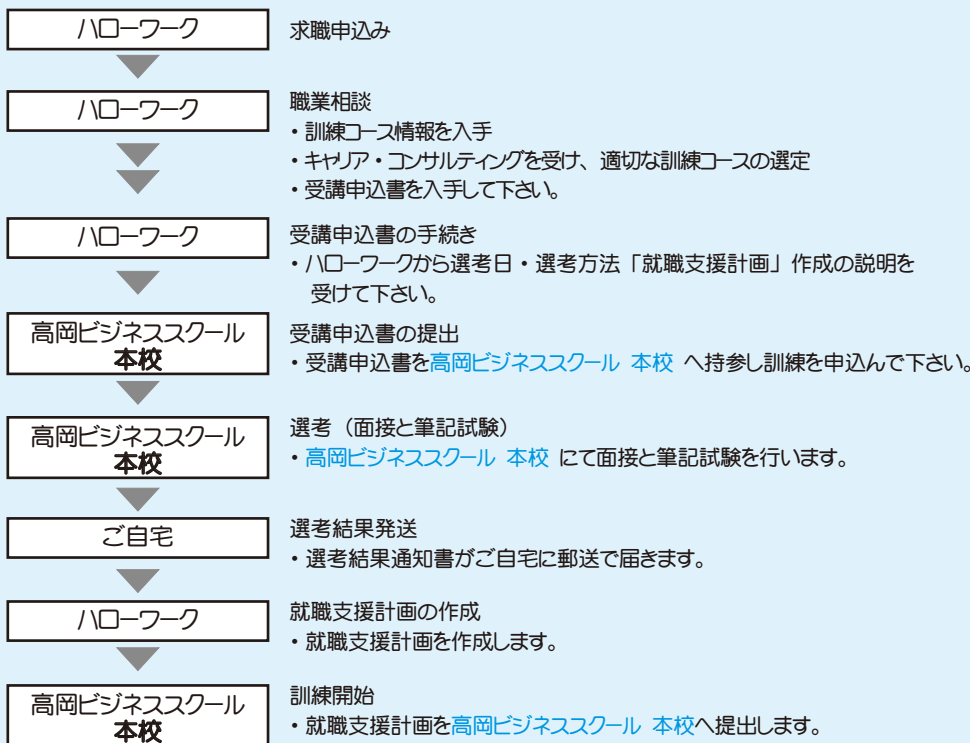 ハローワーク
求職申込み
ハローワーク
職業相談
・訓練コース情報を入手
・キャリア・コンサルティングを受け、適切な訓練コースの選定
・受講申込書を入手して下さい。
ハローワーク
受講申込書の手続き
・ハローワークから選考日・選考方法「就職支援計画」作成の説明を
受けて下さい。
高岡ビジネススクール
本校
受講申込書の提出
・受講申込書を高岡ビジネススクール 本校 へ持参し訓練を申込んで下さい。
高岡ビジネススクール
本校
選考（面接と筆記試験）
・高岡ビジネススクール 本校 にて面接と筆記試験を行います。
ご自宅
選考結果発送
・選考結果通知書がご自宅に郵送で届きます。
ハローワーク
就職支援計画の作成
・就職支援計画を作成します。
高岡ビジネススクール
本校
訓練開始
・就職支援計画を高岡ビジネススクール 本校へ提出します。